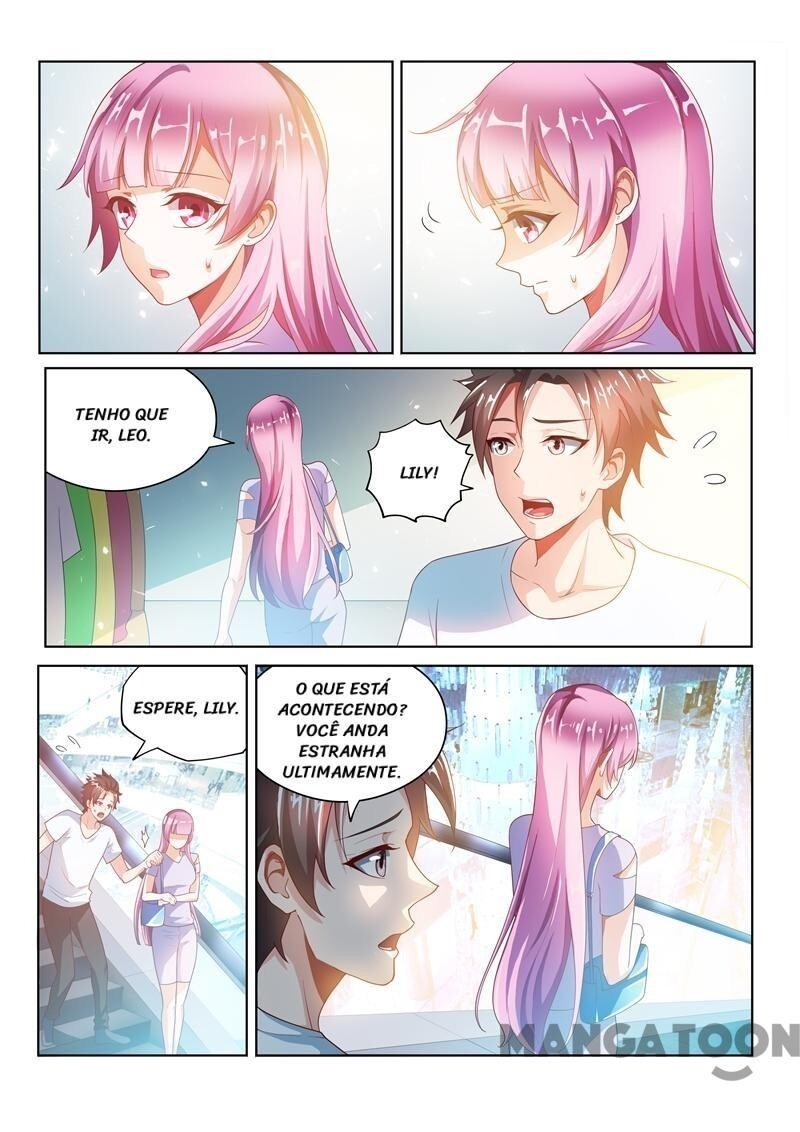 TENHO QUE
IR, LEO.
LILY!
ESPERE, LILY.
O QUE ESTÁ
ACONTECENDO?
VOCÊ ANDA
ESTRANHA
ULTIMAMENTE.
MANGATOON